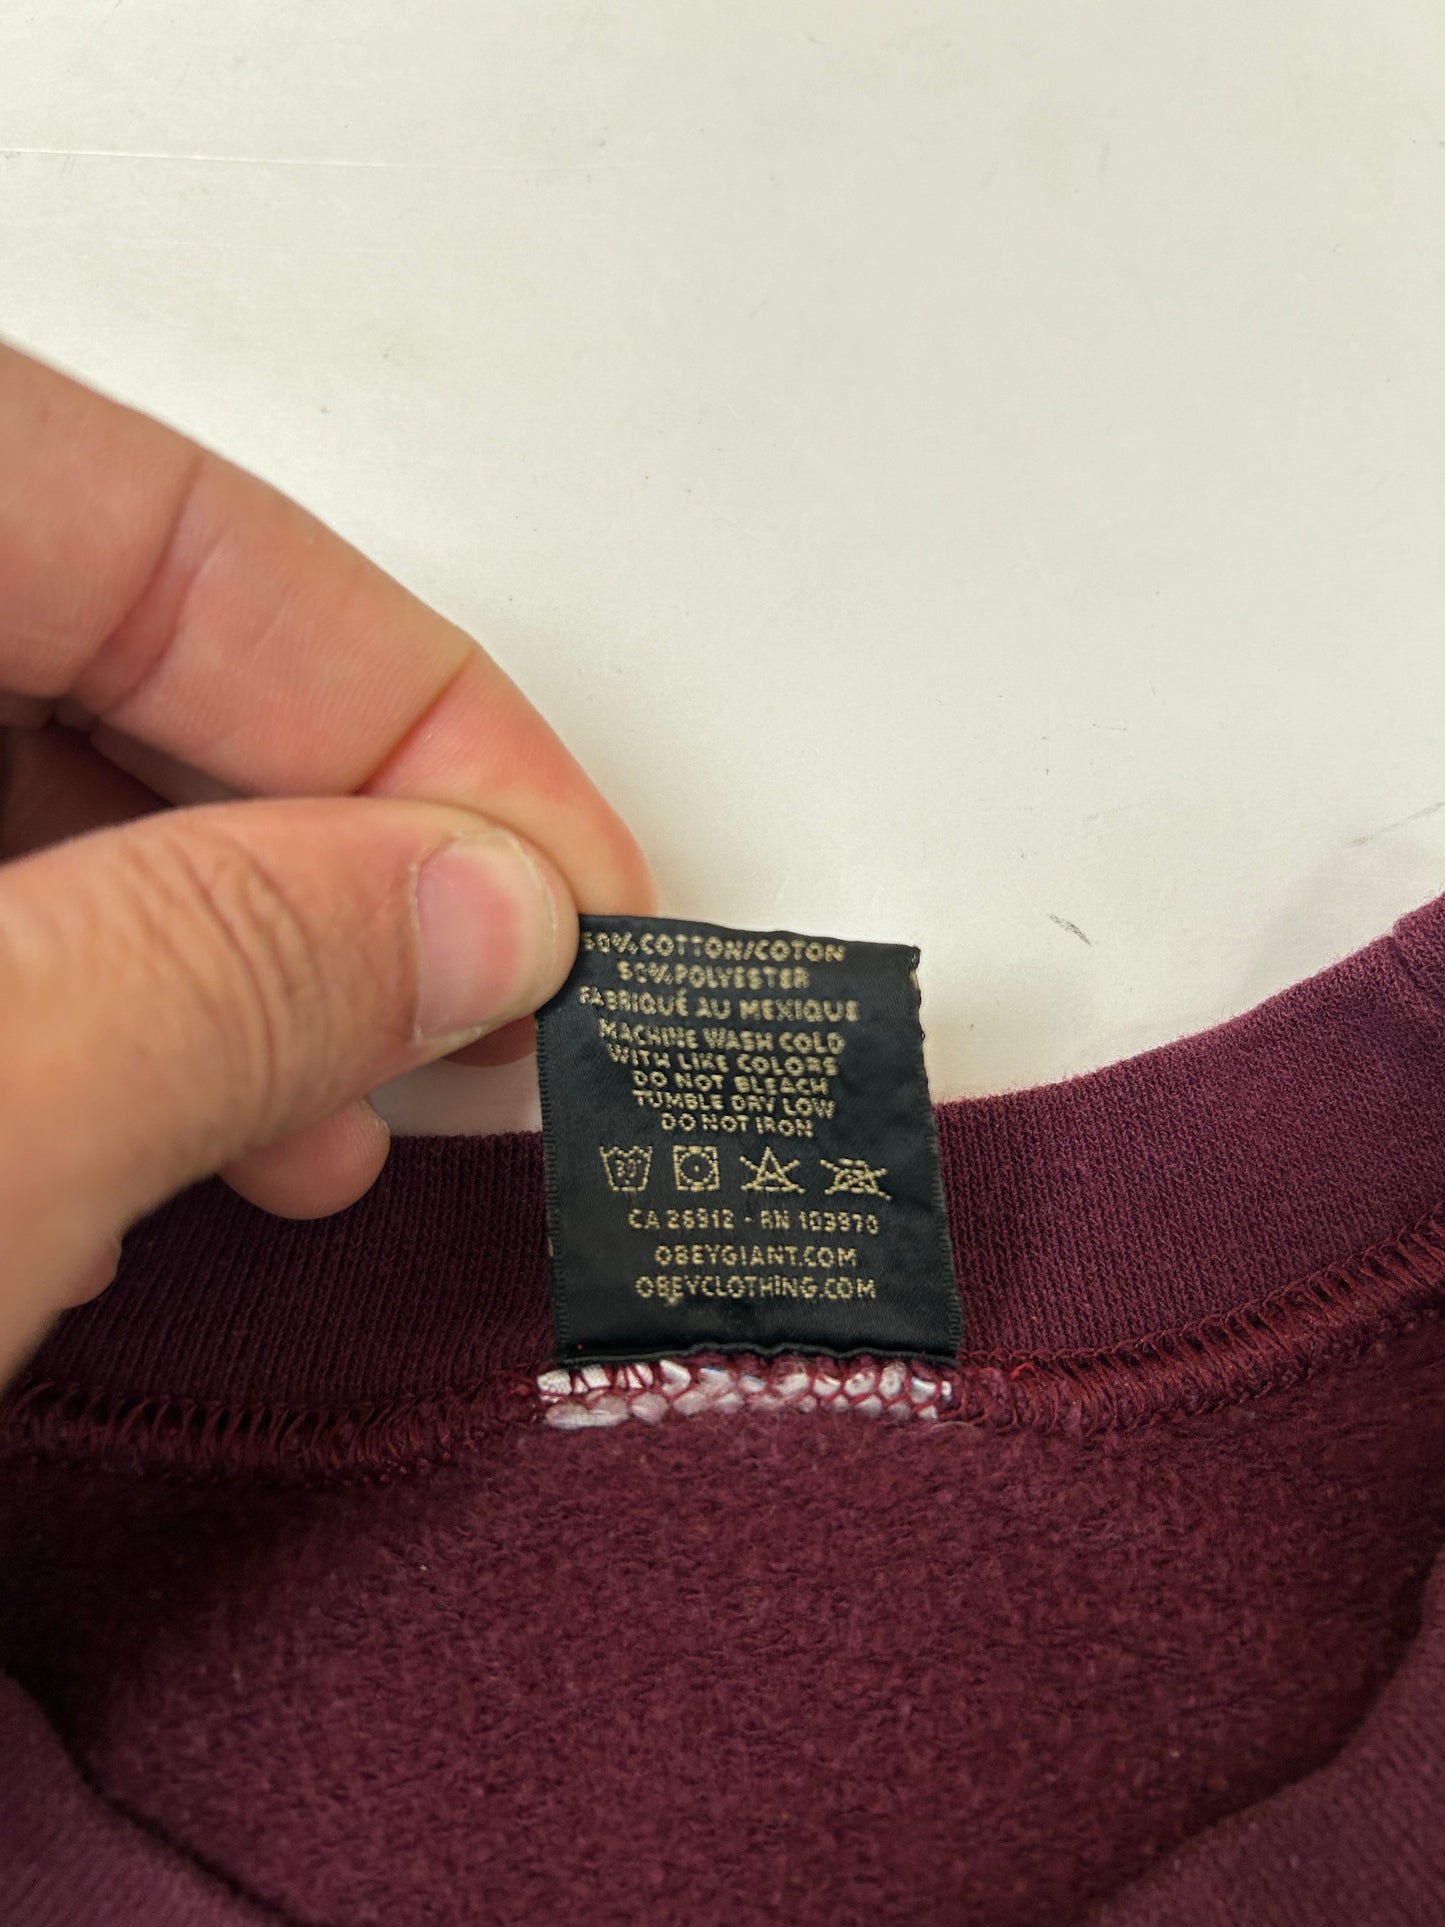 50% COTTON/COTON
50% POLYESTER
FABRIQUÉ AU MEXIQUE
MACHINE WASH COLD
WITH LIKE COLORS
DO NOT BLEACH
TUMBLE DRY LOW
DO NOT IRON
30°
CA 26912 - RN 103970
OBEYGIANT.COM
OBEYCLOTHING.COM